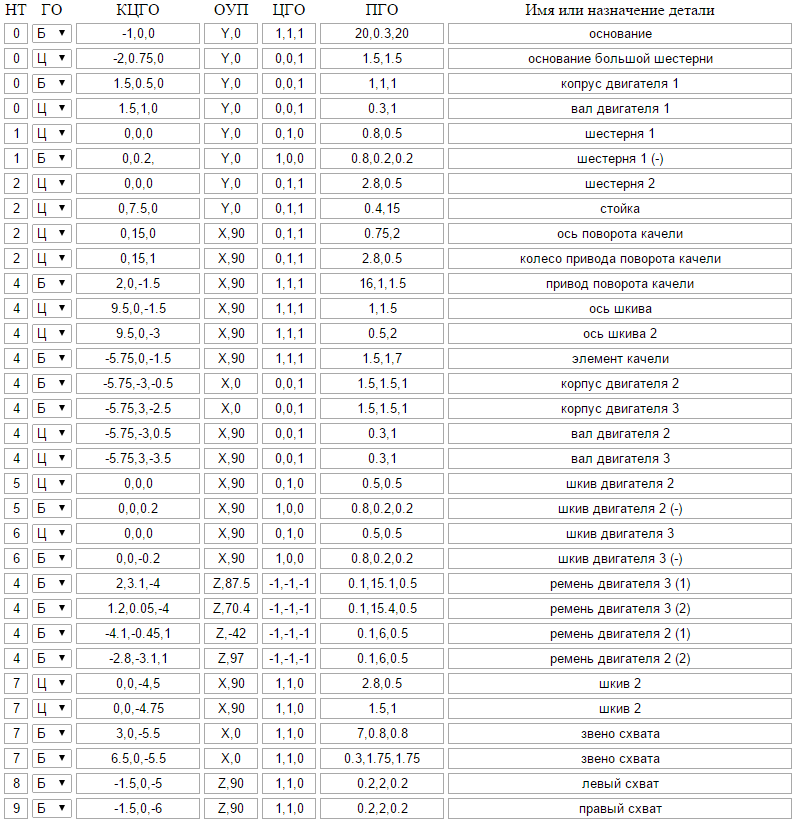 НТ ГО КЦГО ОУП ЦГО ПГО Имя или назначение детали
0 Б -1,0,0 Y,0 1,1,1 20,0.3,20 основание
0 Ц -2,0.75,0 Y,0 0,0,1 1.5,1.5 основание большой шестерни
0 Б 1.5,0.5,0 Y,0 0,0,1 1,1,1 копрус двигателя 1
0 Ц 1.5,1,0 Y,0 0,0,1 0.3,1 вал двигателя 1
1 Ц 0,0,0 Y,0 0,1,0 0.8,0.5 шестерня 1
1 Б 0,0.2, Y,0 1,0,0 0.8,0.2,0.2 шестерня 1 (-)
2 Ц 0,0,0 Y,0 0,1,1 2.8,0.5 шестерня 2
2 Ц 0,7.5,0 Y,0 0,1,1 0.4,15 стойка
2 Ц 0,15,0 X,90 0,1,1 0.75,2 ось поворота качели
2 Ц 0,15,1 X,90 0,1,1 2.8,0.5 колесо привода поворота качели
4 Б 2,0,-1.5 X,90 1,1,1 16,1,1.5 привод поворота качели
4 Ц 9.5,0,-1.5 X,90 1,1,1 1,1.5 ось шкива
4 Ц 9.5,0,-3 X,90 1,1,1 0.5,2 ось шкива 2
4 Б -5.75,0,-1.5 X,90 1,1,1 1.5,1,7 элемент качели
4 Б -5.75,-3,-0.5 X,0 0,0,1 1.5,1.5,1 корпус двигателя 2
4 Б -5.75,3,-2.5 X,0 0,0,1 1.5,1.5,1 корпус двигателя 3
4 Ц -5.75,-3,0.5 X,90 0,0,1 0.3,1 вал двигателя 2
4 Ц -5.75,3,-3.5 X,90 0,0,1 0.3,1 вал двигателя 3
5 Ц 0,0,0 X,90 0,1,0 0.5,0.5 шкив двигателя 2
5 Б 0,0,0.2 X,90 1,0,0 0.8,0.2,0.2 шкив двигателя 2 (-)
6 Ц 0,0,0 X,90 0,1,0 0.5,0.5 шкив двигателя 3
6 Б 0,0,-0.2 X,90 1,0,0 0.8,0.2,0.2 шкив двигателя 3 (-)
4 Б 2,3.1,-4 Z,87.5 -1,-1,-1 0.1,15.1,0.5 ремень двигателя 3 (1)
4 Б 1.2,0.05,-4 Z,70.4 -1,-1,-1 0.1,15.4,0.5 ремень двигателя 3 (2)
4 Б -4.1,-0.45,1 Z,-42 -1,-1,-1 0.1,6,0.5 ремень двигателя 2 (1)
4 Б -2.8,-3.1,1 Z,97 -1,-1,-1 0.1,6,0.5 ремень двигателя 2 (2)
7 Ц 0,0,-4,5 X,90 1,1,0 2.8,0.5 шкив 2
7 Ц 0,0,-4.75 X,90 1,1,0 1.5,1 шкив 2
7 Б 3,0,-5.5 X,0 1,1,0 7,0.8,0.8 звено схвата
7 Б 6.5,0,-5.5 X,0 1,1,0 0.3,1.75,1.75 звено схвата
8 Б -1.5,0,-5 Z,90 1,1,0 0.2,2,0.2 левый схват
9 Б -1.5,0,-6 Z,90 1,1,0 0.2,2,0.2 правый схват